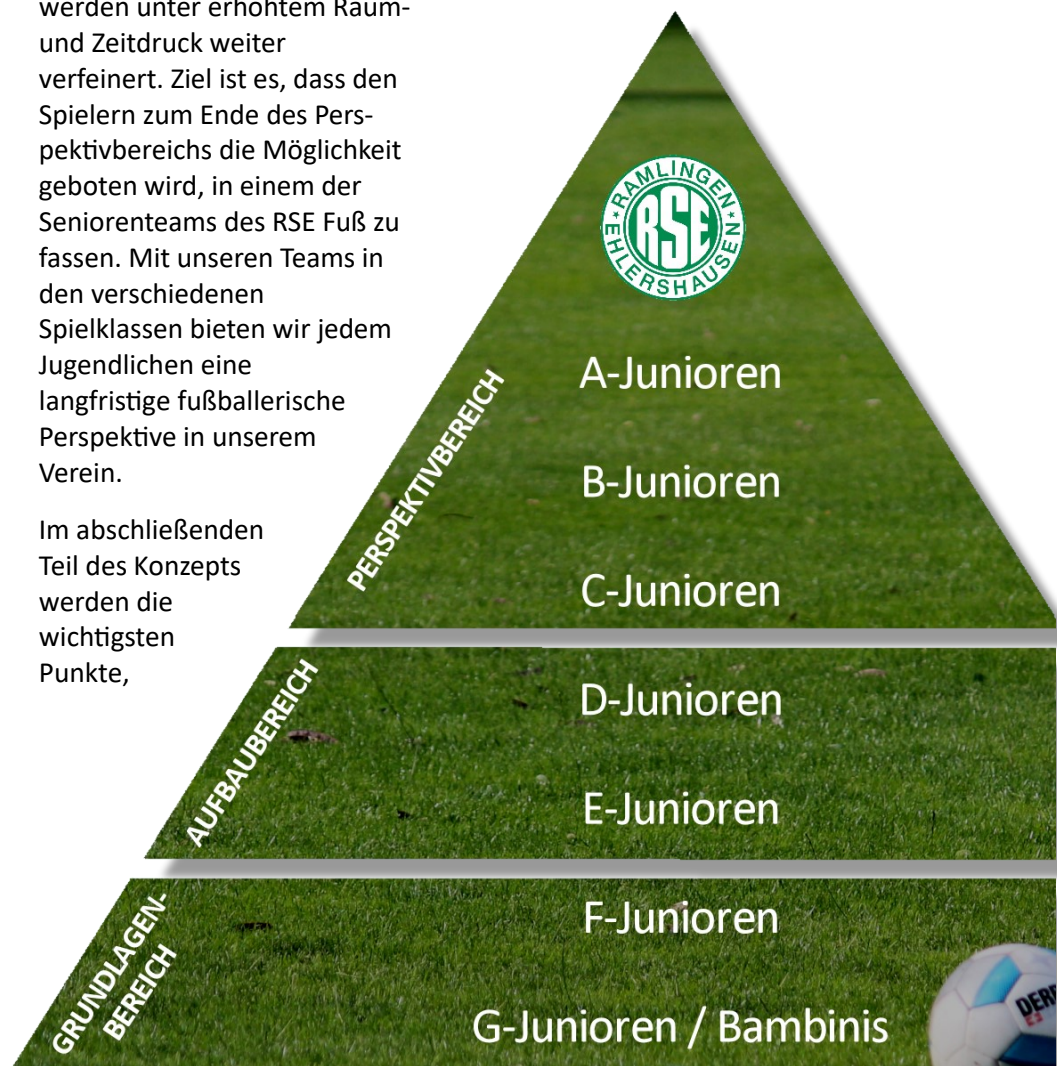 werden unter erhöhtem Raum-
und Zeitdruck weiter
verfeinert. Ziel ist es, dass den
Spielern zum Ende des Pers-
pektivbereichs die Möglichkeit
geboten wird, in einem der
Seniorenteams des RSE Fuß zu
fassen. Mit unseren Teams in
den verschiedenen
Spielklassen bieten wir jedem
Jugendlichen eine
langfristige fußballerische
Perspektive in unserem
Verein.
Im abschließenden
Teil des Konzepts
werden die
wichtigsten
Punkte,
RAMLINGEN
RSE
EHLERSHAUSEN
PERSPEKTIVBEREICH
A-Junioren
B-Junioren
C-Junioren
AUFBAUBEREICH
D-Junioren
E-Junioren
GRUNDLAGEN-
BEREICH
F-Junioren
G-Junioren / Bambinis